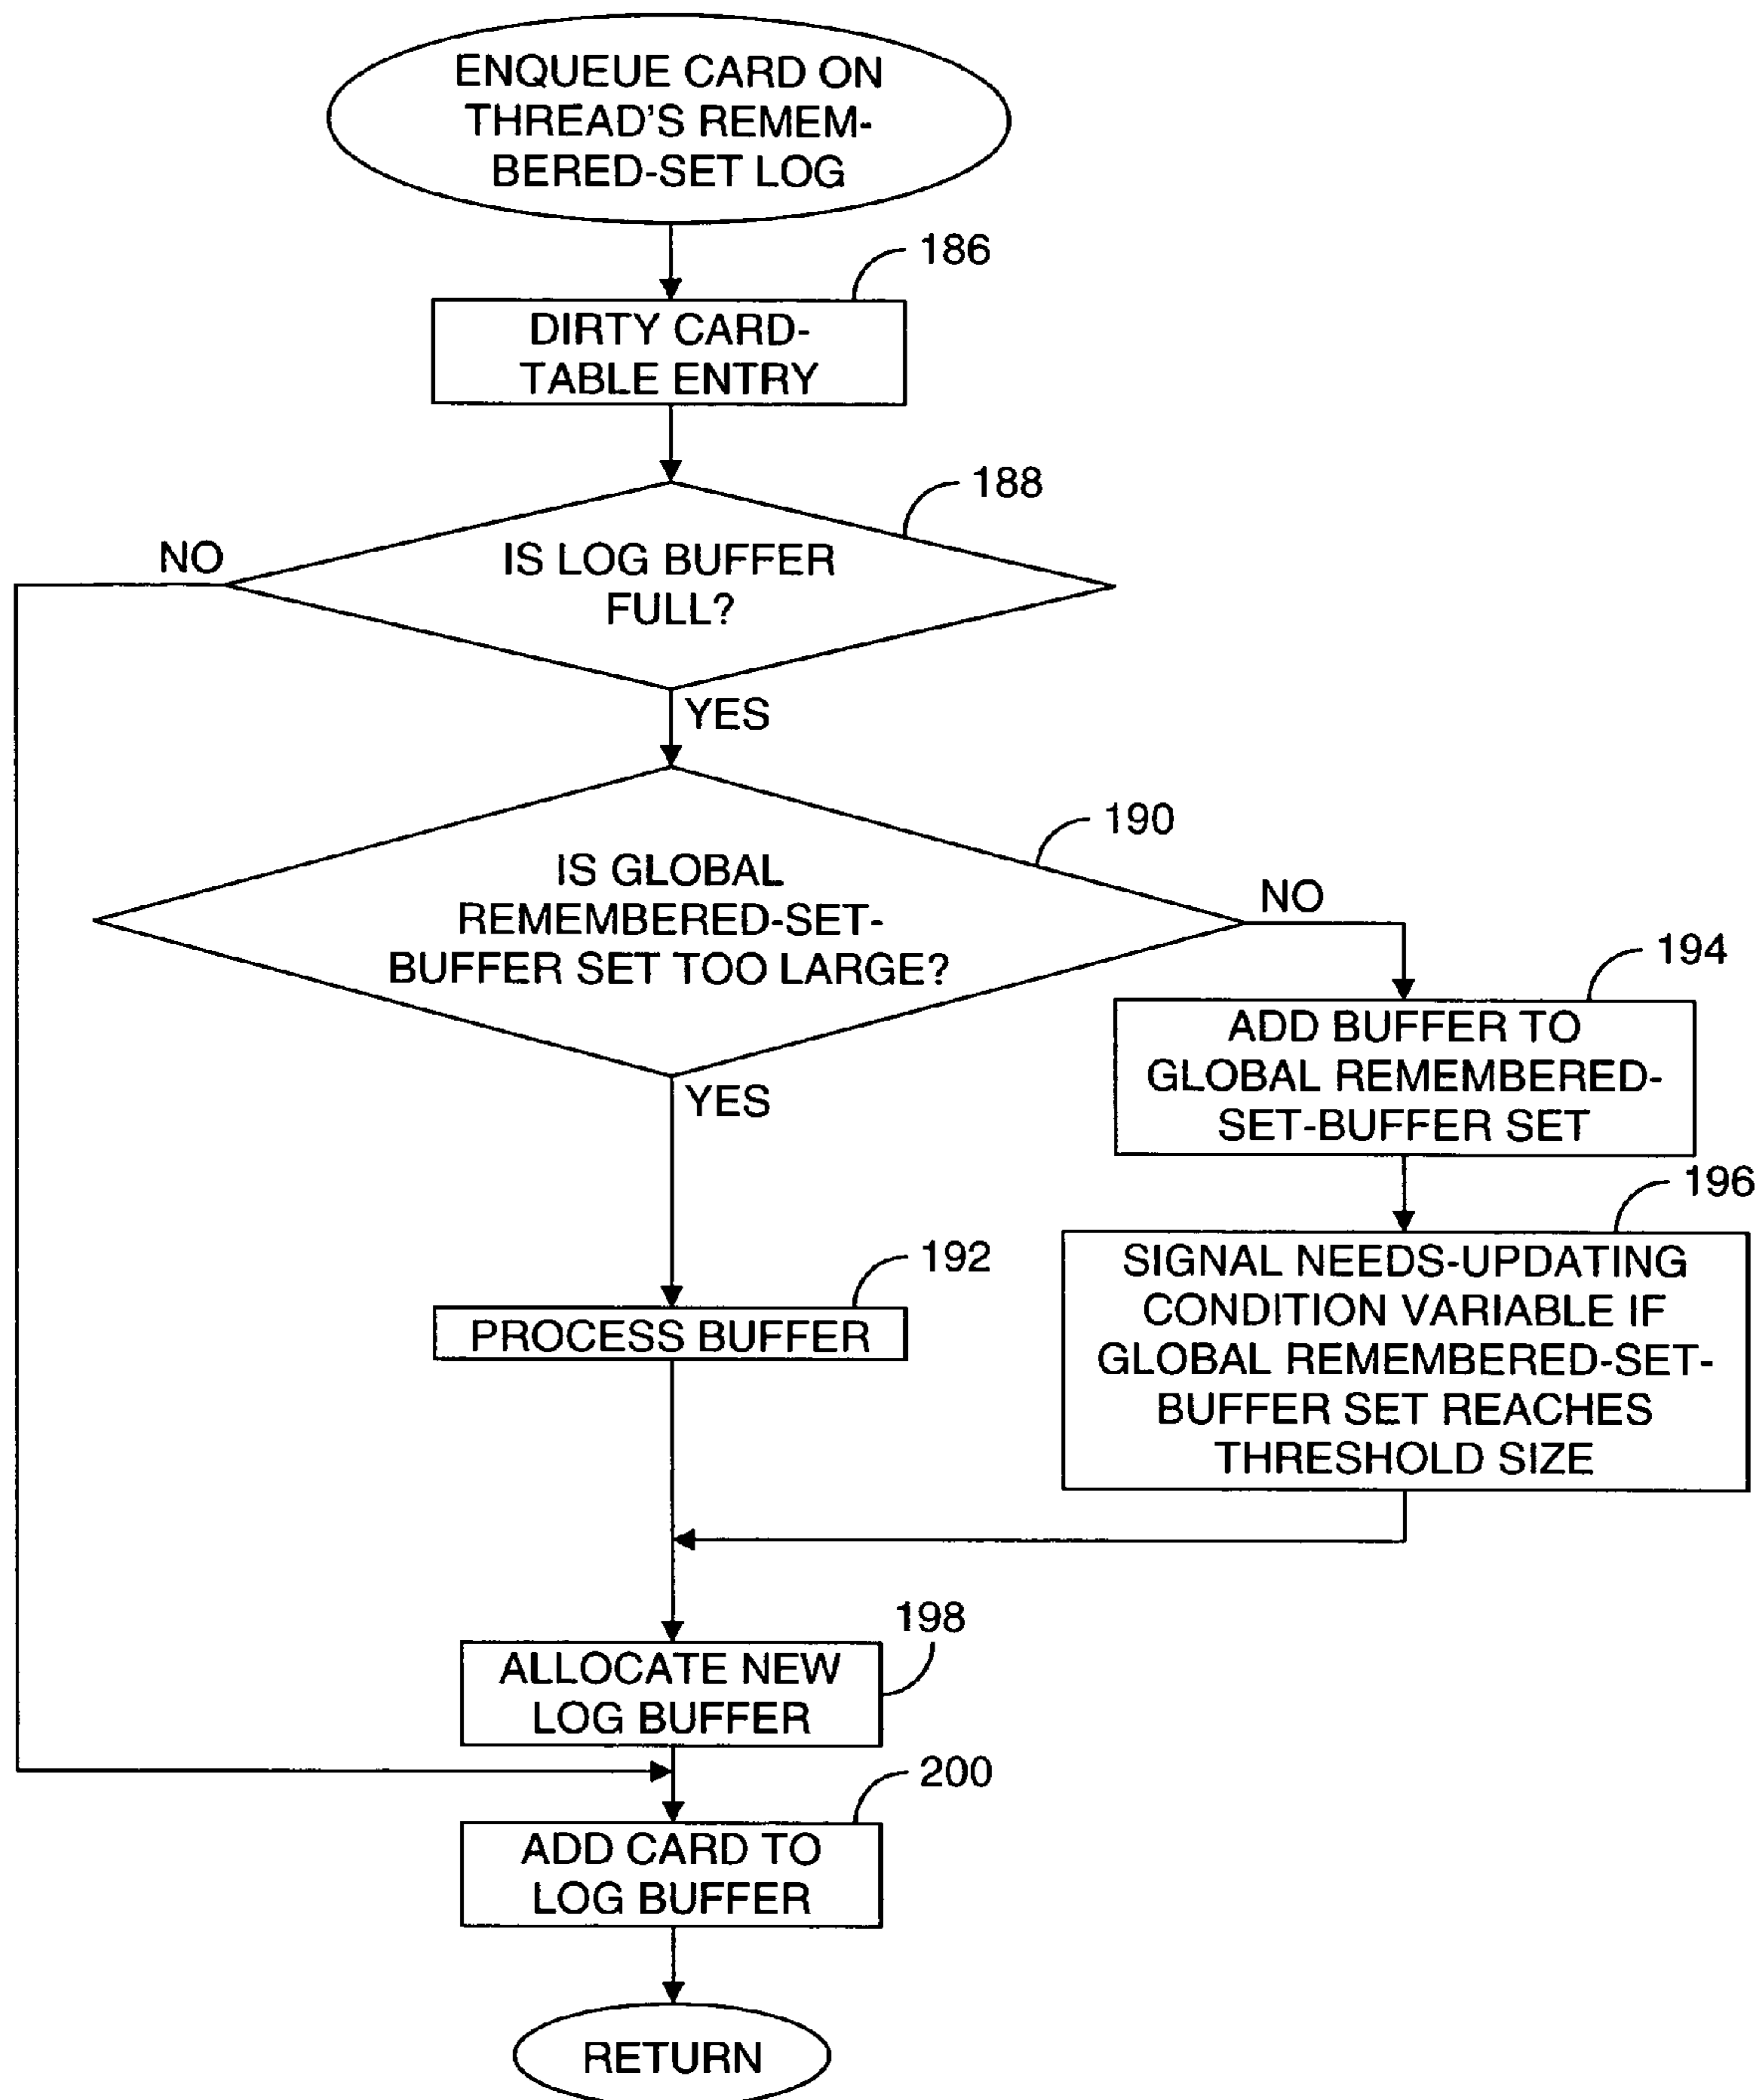 ENQUEUE CARD ON
THREAD'S REMEM-
BERED-SET LOG
186
DIRTY CARD-
TABLE ENTRY
188
NO
IS LOG BUFFER
FULL?
YES
190
IS GLOBAL
REMEMBERED-SET-
BUFFER SET TOO LARGE?
NO
194
ADD BUFFER TO
GLOBAL REMEMBERED-
SET-BUFFER SET
YES
196
SIGNAL NEEDS-UPDATING
CONDITION VARIABLE IF
GLOBAL REMEMBERED-SET-
BUFFER SET REACHES
THRESHOLD SIZE
192
PROCESS BUFFER
198
ALLOCATE NEW
LOG BUFFER
200
ADD CARD TO
LOG BUFFER
RETURN